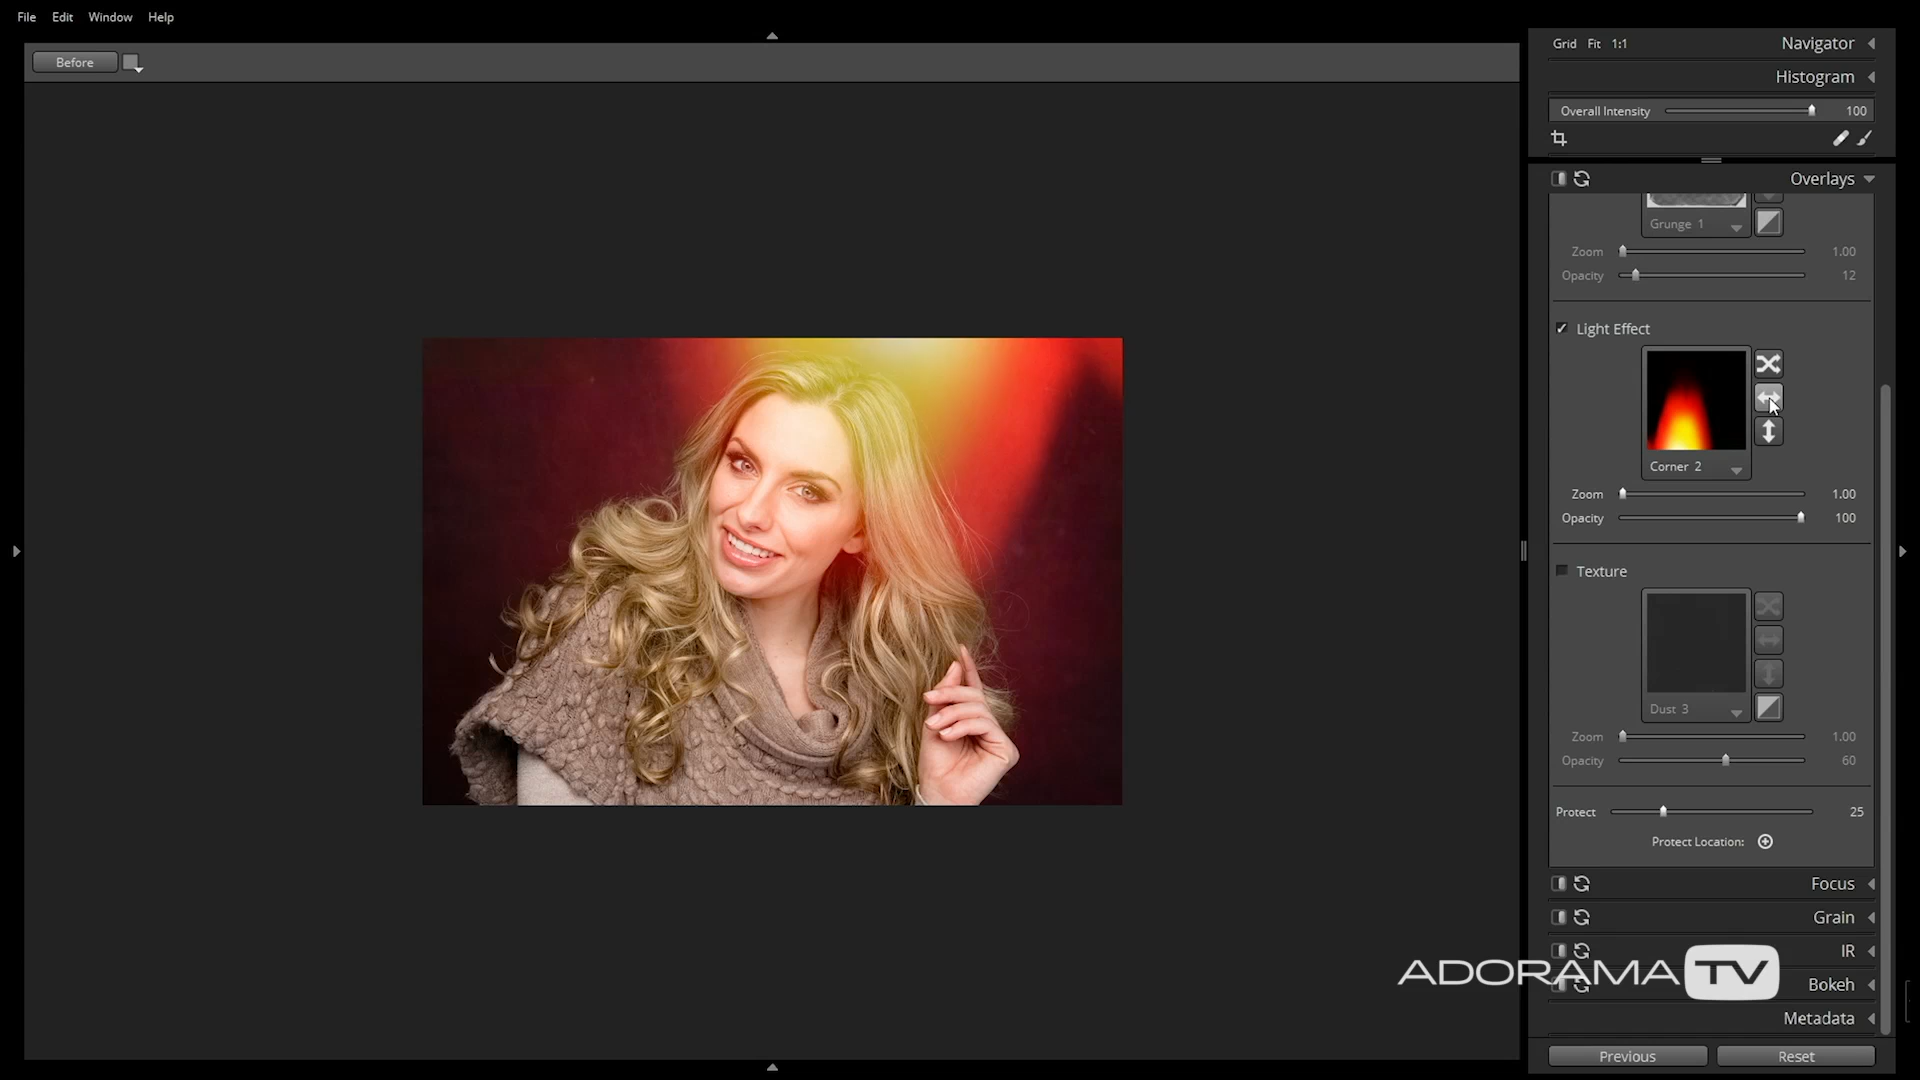 File Edit Window Help
Before
Grid Fit 1:1 Navigator
Histogram
Overall Intensity 100
Overlays
Grunge 1
Zoom 1.00
Opacity 12
Light Effect
Corner 2
Zoom 1.00
Opacity 100
Texture
Dust 3
Zoom 1.00
Opacity 60
Protect 25
Protect Location:
Focus
Grain
IR
ADORAMA TV
Bokeh
Metadata
Previous Reset